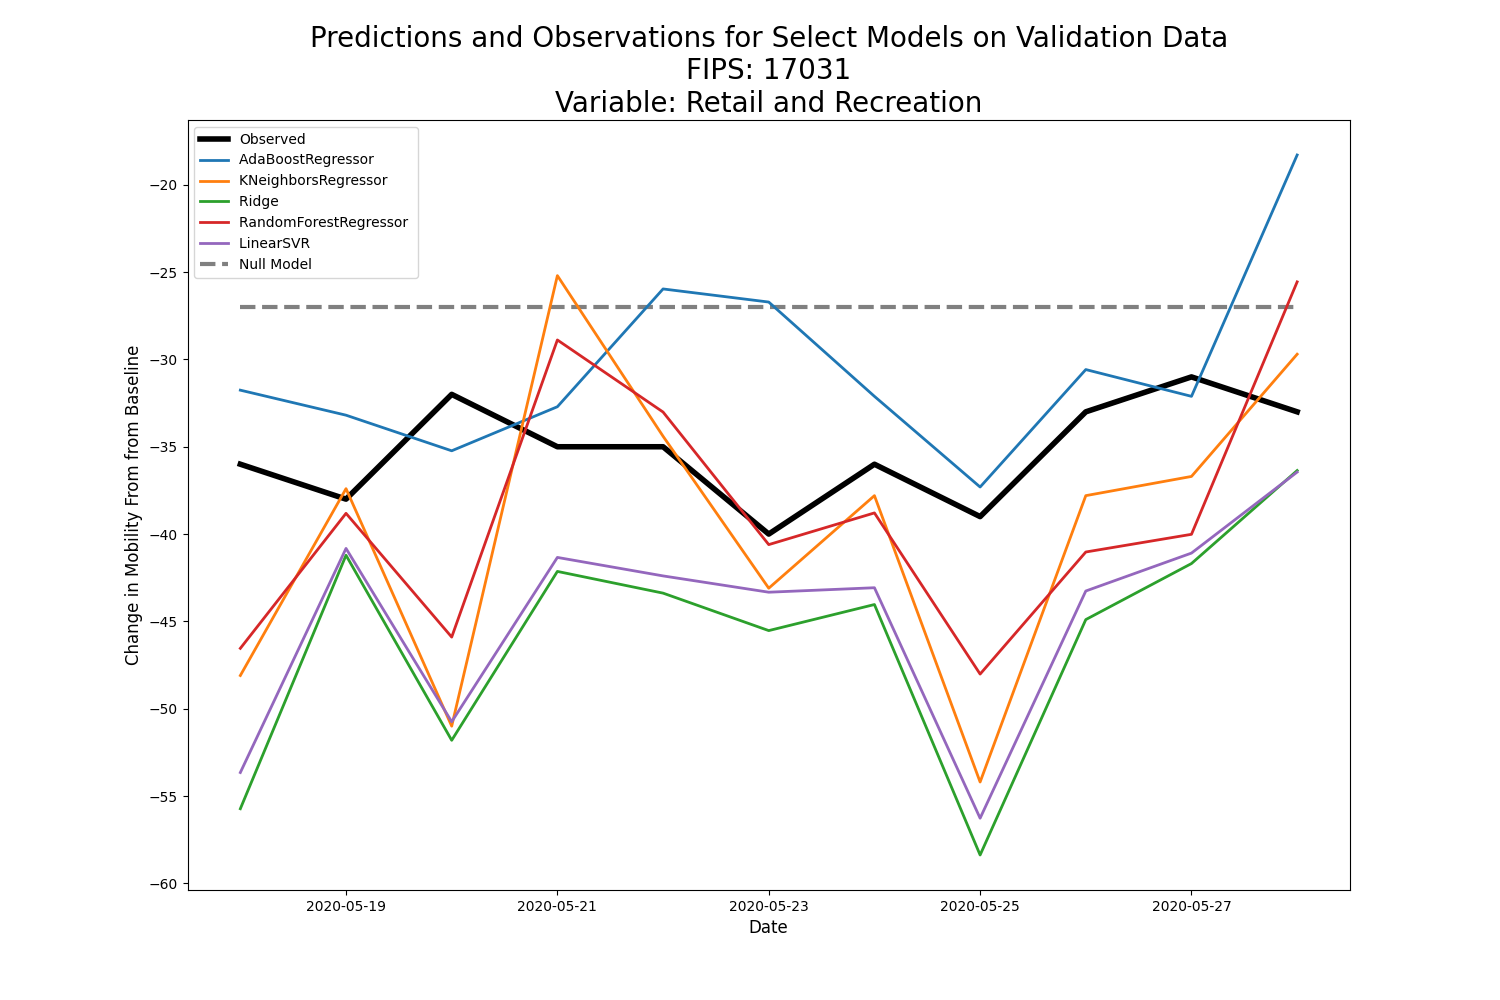 Predictions and Observations for Select Models on Validation Data
FIPS: 17031
Variable: Retail and Recreation
Observed
AdaBoostRegressor
KNeighborsRegressor
Ridge
RandomForestRegressor
LinearSVR
Null Model
Change in Mobility From from Baseline
−20
−25
−30
−35
−40
−45
−50
−55
−60
2020-05-19
2020-05-21
2020-05-23
2020-05-25
2020-05-27
Date